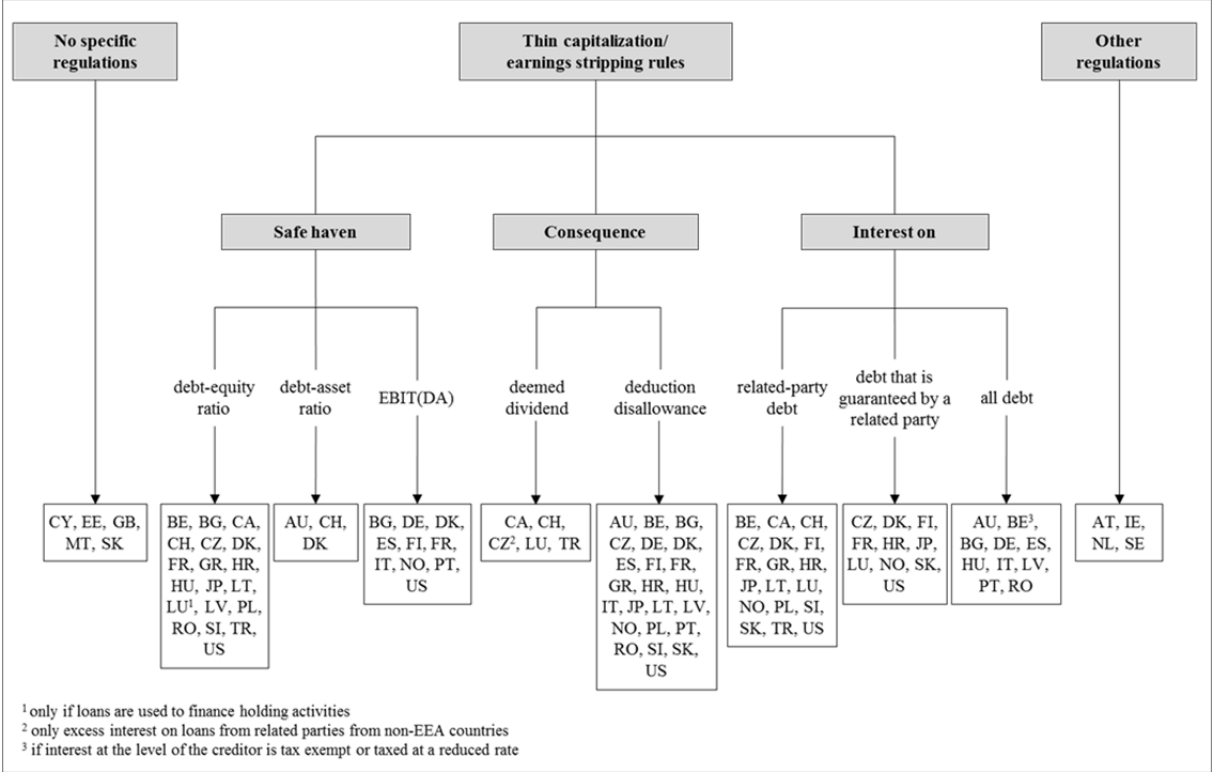 No specific
regulations
Thin capitalization/
earnings stripping rules
Other
regulations
Safe haven
Consequence
Interest on
debt-equity
ratio
debt-asset
ratio
EBIT(DA)
deemed
dividend
deduction
disallowance
related-party
debt
debt that is
guaranteed by a
related party
all debt
CY, EE, GB,
MT, SK
BE, BG, CA,
CH, CZ, DK,
FR, GR, HR,
HU, JP, LT,
LU¹, LV, PL,
RO, SI, TR,
US
AU, CH,
DK
BG, DE, DK,
ES, FI, FR,
IT, NO, PT,
US
CA, CH,
CZ², LU, TR
AU, BE, BG,
CZ, DE, DK,
ES, FI, FR,
GR, HR, HU,
IT, JP, LT, LV,
NO, PL, PT,
RO, SI, SK,
US
BE, CA, CH,
CZ, DK, FI,
FR, GR, HR,
JP, LT, LU,
NO, PL, SI,
SK, TR, US
CZ, DK, FI,
FR, HR, JP,
LU, NO, SK,
US
AU, BE³,
BG, DE, ES,
HU, IT, LV,
PT, RO
AT, IE,
NL, SE
¹ only if loans are used to finance holding activities
² only excess interest on loans from related parties from non-EEA countries
³ if interest at the level of the creditor is tax exempt or taxed at a reduced rate